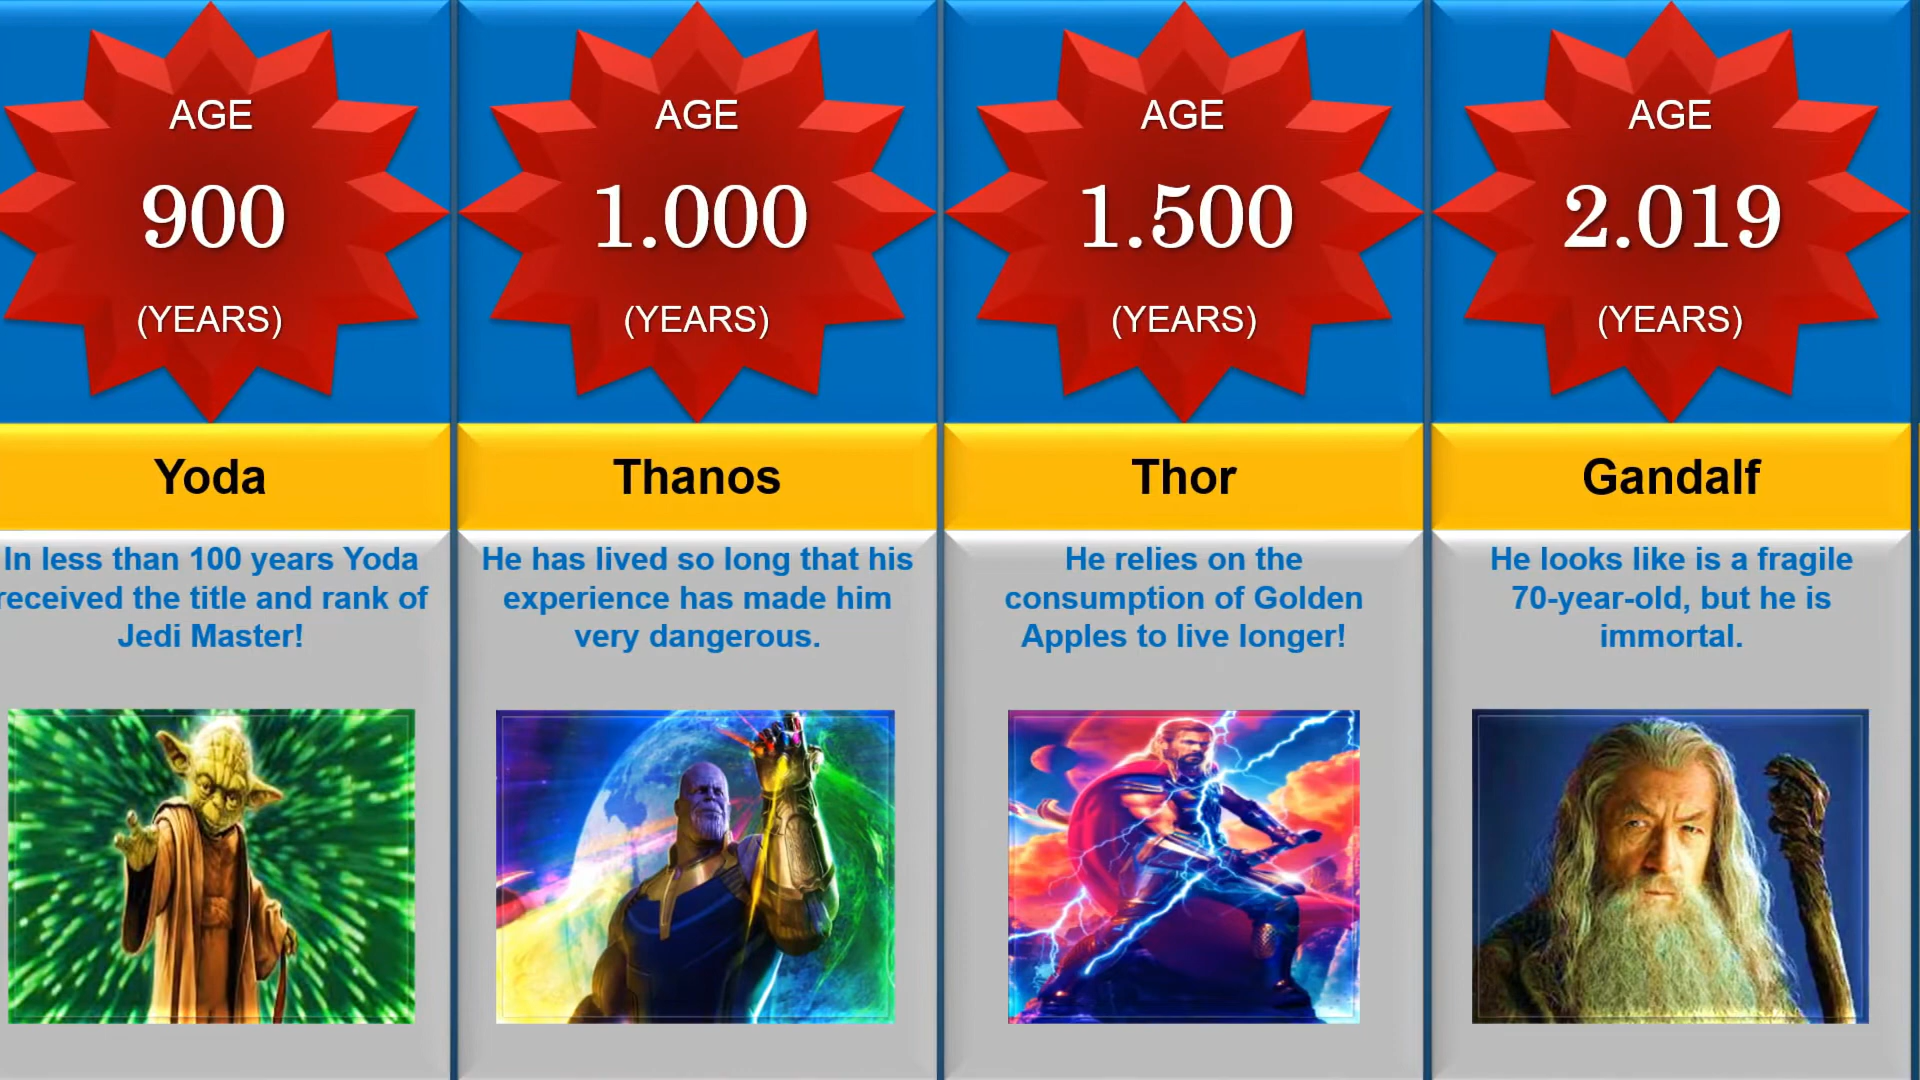 AGE
900
(YEARS)
Yoda
In less than 100 years Yoda
received the title and rank of
Jedi Master!
AGE
1.000
(YEARS)
Thanos
He has lived so long that his
experience has made him
very dangerous.
AGE
1.500
(YEARS)
Thor
He relies on the
consumption of Golden
Apples to live longer!
AGE
2.019
(YEARS)
Gandalf
He looks like is a fragile
70-year-old, but he is
immortal.